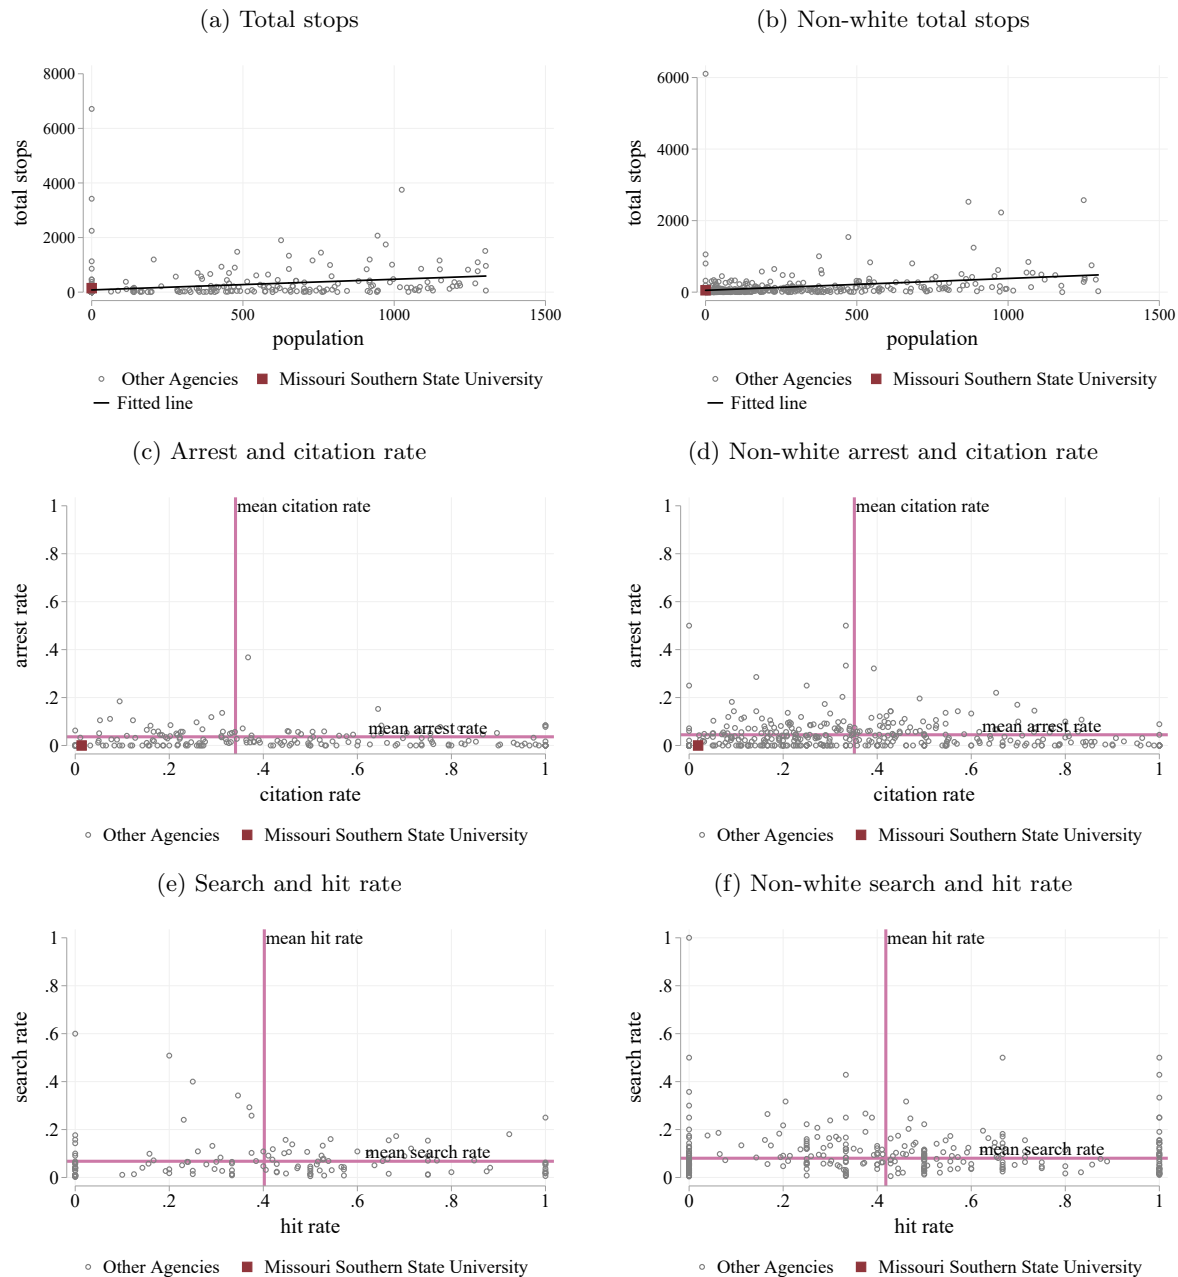 (a) Total stops
(b) Non-white total stops
total stops
8000
6000
4000
2000
0
0 500 1000 1500
population
Other Agencies Missouri Southern State University
Fitted line
total stops
6000
4000
2000
0
0 500 1000 1500
population
Other Agencies Missouri Southern State University
Fitted line
(c) Arrest and citation rate
(d) Non-white arrest and citation rate
arrest rate
1
.8
.6
.4
.2
0
mean citation rate
mean arrest rate
0 .2 .4 .6 .8 1
citation rate
Other Agencies Missouri Southern State University
arrest rate
1
.8
.6
.4
.2
0
mean citation rate
mean arrest rate
0 .2 .4 .6 .8 1
citation rate
Other Agencies Missouri Southern State University
(e) Search and hit rate
(f) Non-white search and hit rate
search rate
1
.8
.6
.4
.2
0
mean hit rate
mean search rate
0 .2 .4 .6 .8 1
hit rate
Other Agencies Missouri Southern State University
search rate
1
.8
.6
.4
.2
0
mean hit rate
mean search rate
0 .2 .4 .6 .8 1
hit rate
Other Agencies Missouri Southern State University